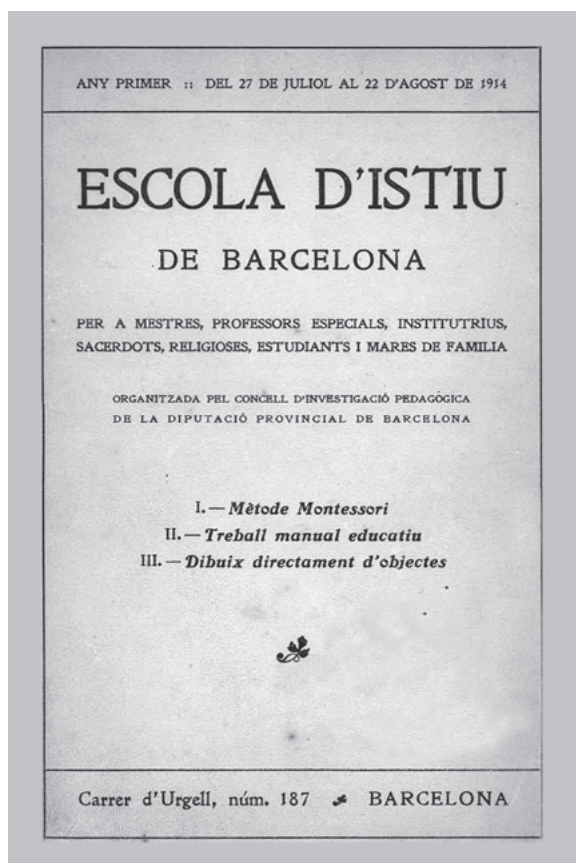 ANY PRIMER :: DEL 27 DE JULIOL AL 22 D'AGOST DE 1914
ESCOLA D'ISTIU
DE BARCELONA
PER A MESTRES, PROFESSORS ESPECIALS, INSTITUTRIUS,
SACERDOTS, RELIGIOSES, ESTUDIANTS I MARES DE FAMILIA
ORGANITZADA PEL CONCELL D'INVESTIGACIÓ PEDAGÒGICA
DE LA DIPUTACIÓ PROVINCIAL DE BARCELONA
I.—Mètode Montessori
II.—Treball manual educatiu
III.—Dibuix directament d'objectes
Carrer d'Urgell, núm. 187 BARCELONA